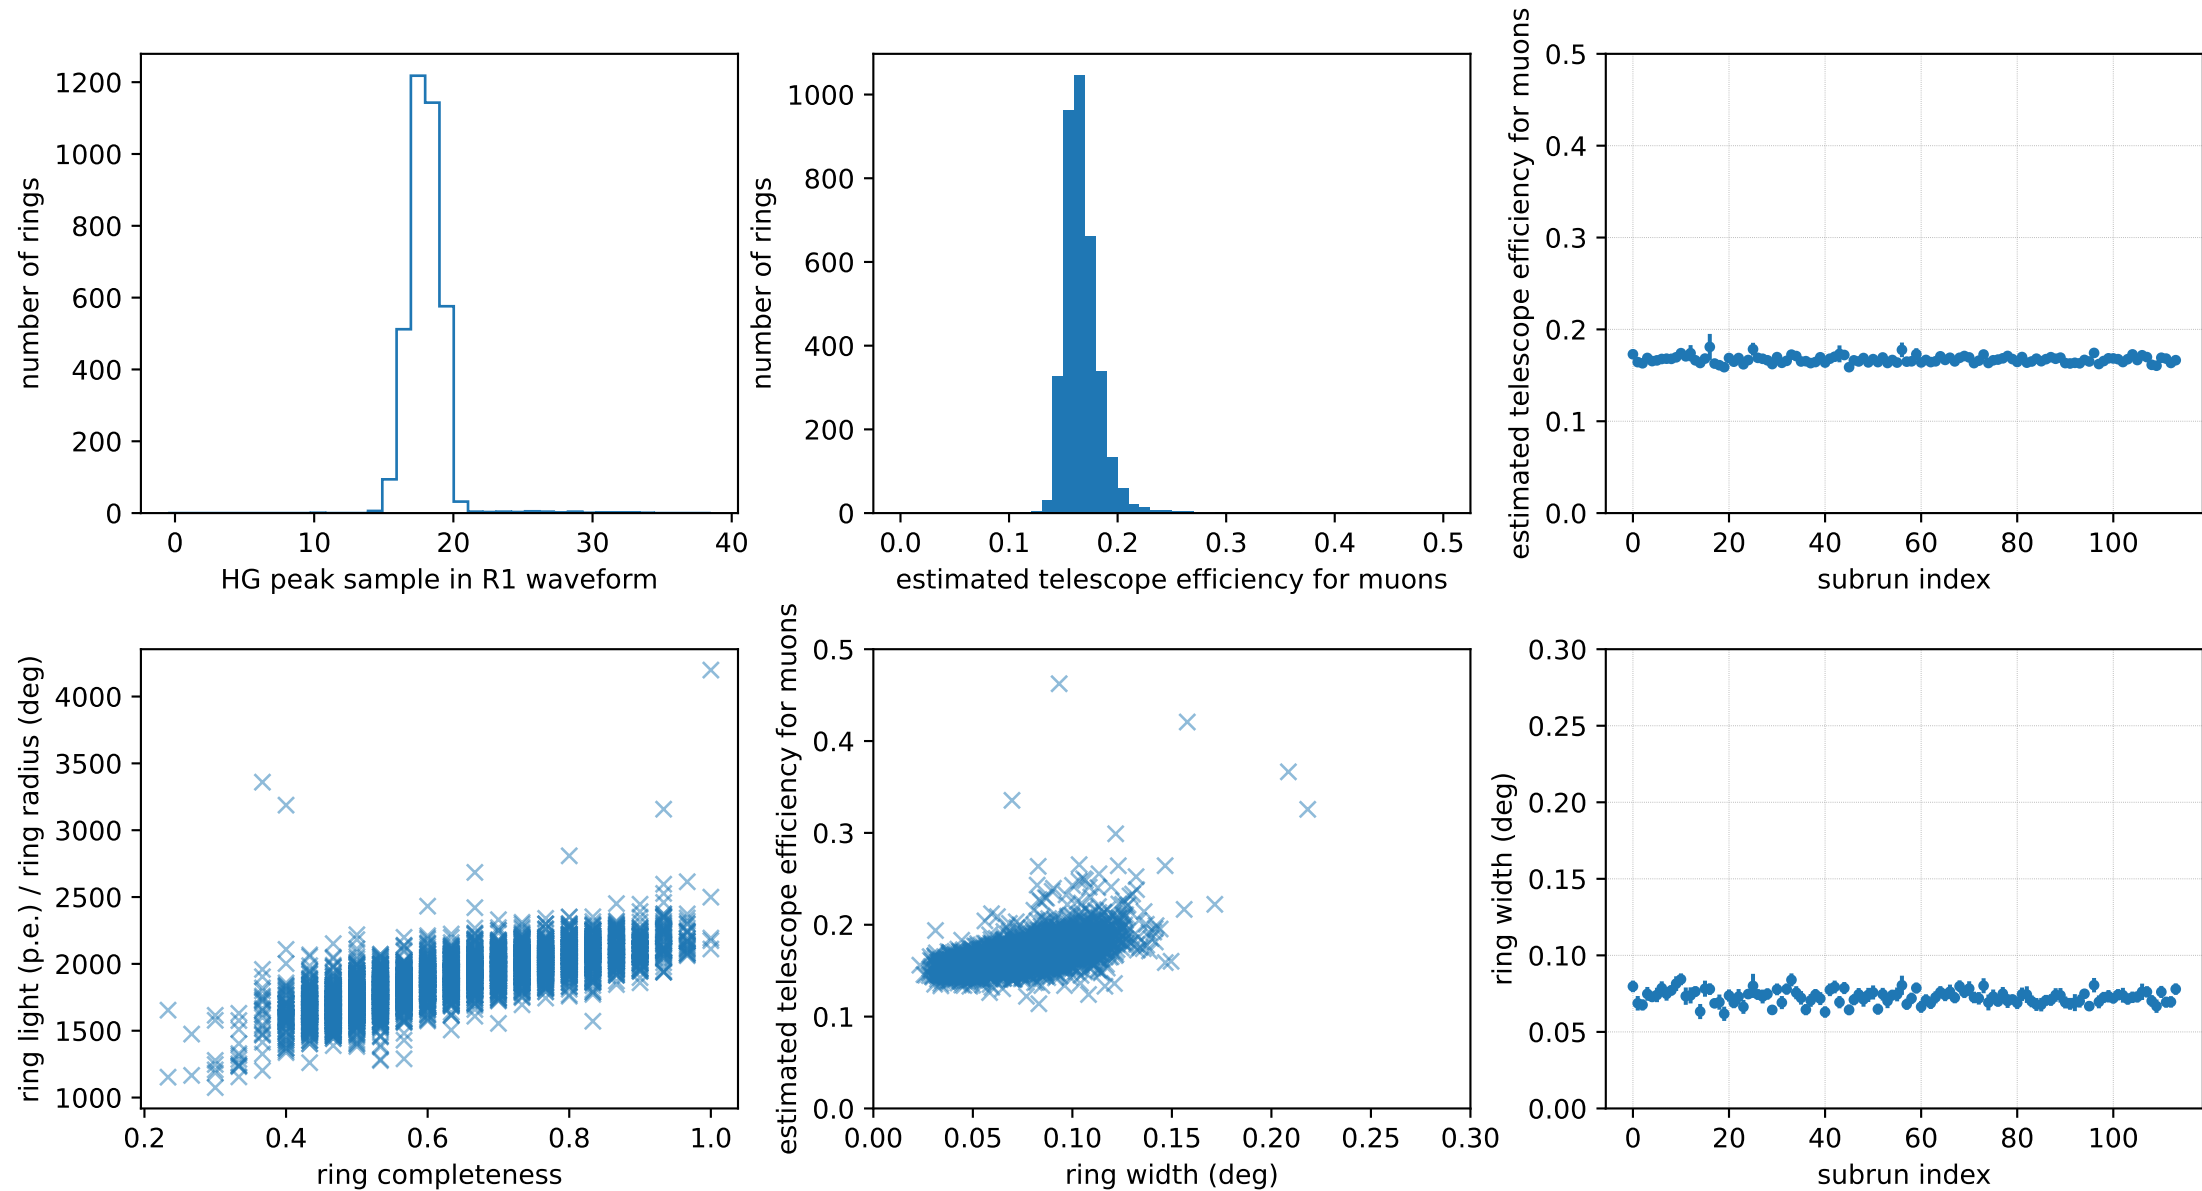 number of rings
1200
1000
800
600
400
200
0
0 10 20 30 40
HG peak sample in R1 waveform
number of rings
1000
800
600
400
200
0
0.0 0.1 0.2 0.3 0.4 0.5
estimated telescope efficiency for muons
estimated telescope efficiency for muons
0.5
0.4
0.3
0.2
0.1
0.0
0 20 40 60 80 100
subrun index
ring light (p.e.) / ring radius (deg)
4000
3500
3000
2500
2000
1500
1000
0.2 0.4 0.6 0.8 1.0
ring completeness
estimated telescope efficiency for muons
0.5
0.4
0.3
0.2
0.1
0.0
0.00 0.05 0.10 0.15 0.20 0.25 0.30
ring width (deg)
ring width (deg)
0.30
0.25
0.20
0.15
0.10
0.05
0.00
0 20 40 60 80 100
subrun index